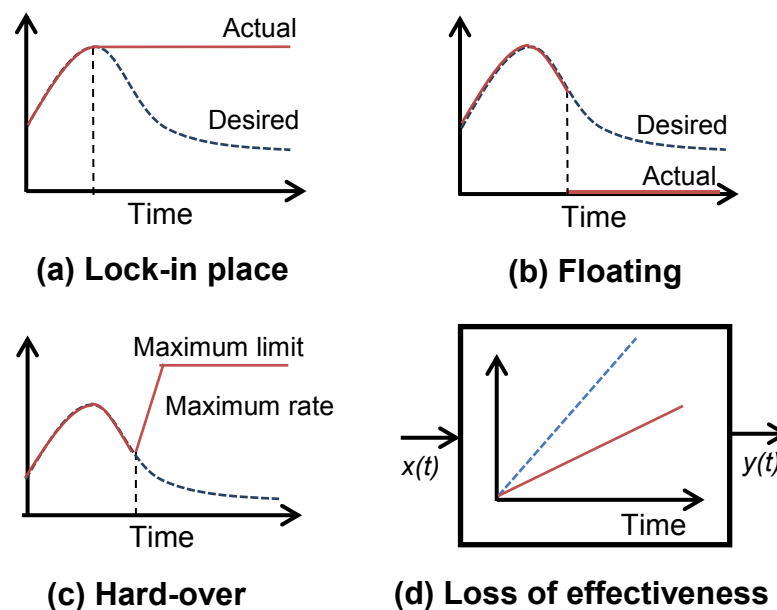 Actual
Desired
Time
(a) Lock-in place
Desired
Actual
Time
(b) Floating
Maximum limit
Maximum rate
Time
(c) Hard-over
x(t)
y(t)
Time
(d) Loss of effectiveness